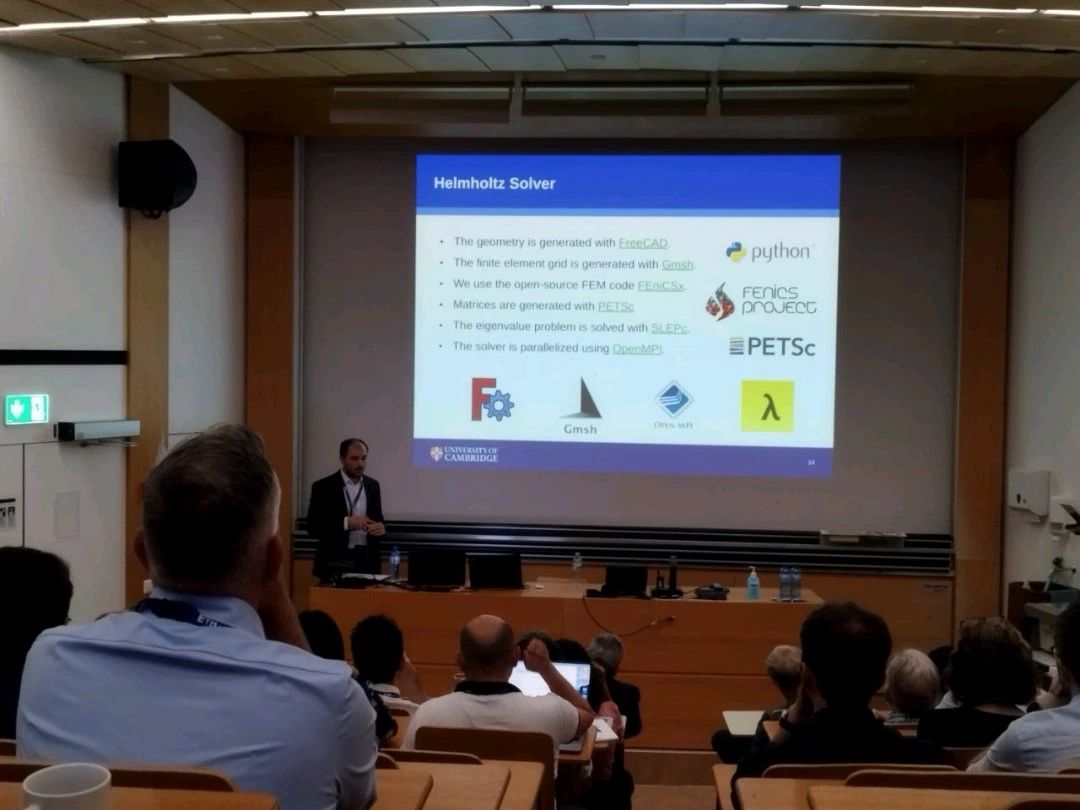 Helmholtz Solver
• The geometry is generated with FreeCAD.
• The finite element grid is generated with Gmsh.
• We use the open-source FEM code FEniCSx.
• Matrices are generated with PETSc
• The eigenvalue problem is solved with SLEPc.
• The solver is parallelized using OpenMPI.
python
FENICS
PROJECT
PETSc
F
Gmsh
OPEN MPI
λ
UNIVERSITY OF
CAMBRIDGE
ETH